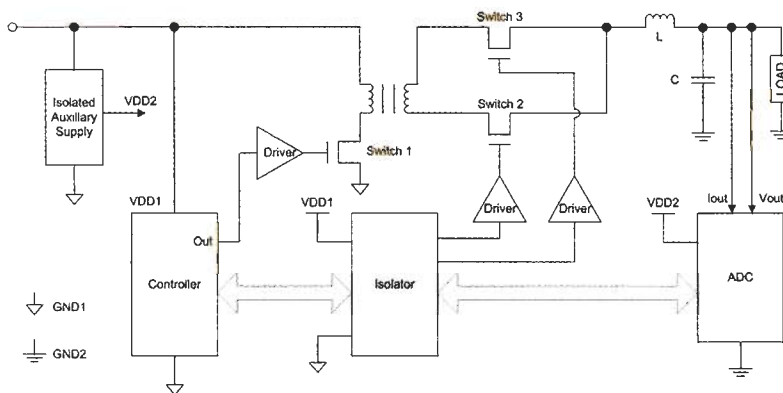 Switch 3
L
C
LOAD
Isolated
Auxillary
Supply
VDD2
Switch 2
Driver
Switch 1
VDD1
Out
VDD1
Driver
Driver
VDD2
Iout
Vout
Controller
Isolator
ADC
GND1
GND2